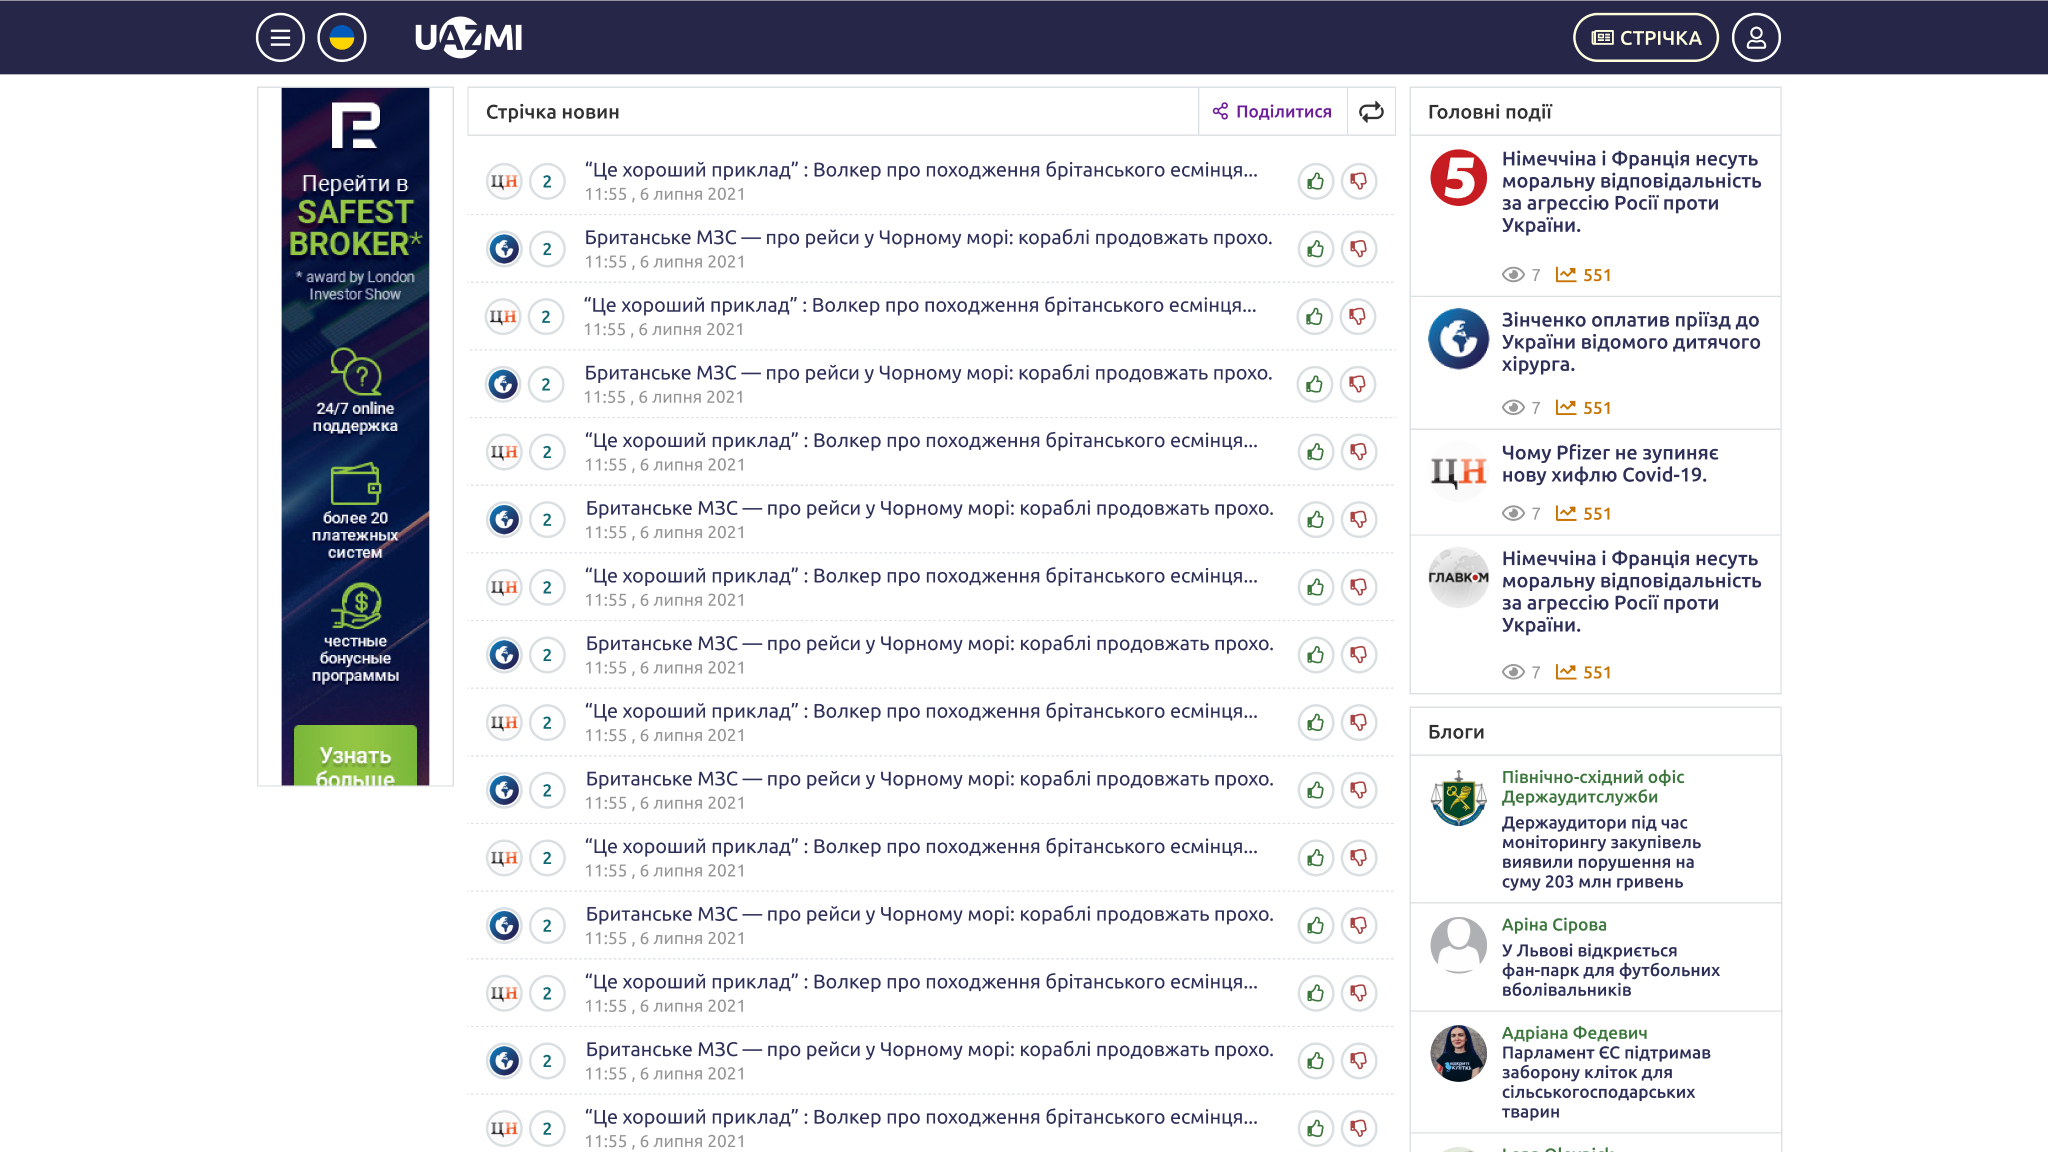 UAZMI
СТРІЧКА
Перейти в
SAFEST
BROKER*
* award by London
Investor Show
24/7 online
поддержка
более 20
платежных
систем
честные
бонусные
программы
Узнать
больше
Стрічка новин
Поділитися
ЦН 2 “Це хороший приклад” : Волкер про походження брітанського есмінця...
11:55 , 6 липня 2021
2 Британське МЗС — про рейси у Чорному морі: кораблі продовжать прохо.
11:55 , 6 липня 2021
ЦН 2 “Це хороший приклад” : Волкер про походження брітанського есмінця...
11:55 , 6 липня 2021
2 Британське МЗС — про рейси у Чорному морі: кораблі продовжать прохо.
11:55 , 6 липня 2021
ЦН 2 “Це хороший приклад” : Волкер про походження брітанського есмінця...
11:55 , 6 липня 2021
2 Британське МЗС — про рейси у Чорному морі: кораблі продовжать прохо.
11:55 , 6 липня 2021
ЦН 2 “Це хороший приклад” : Волкер про походження брітанського есмінця...
11:55 , 6 липня 2021
2 Британське МЗС — про рейси у Чорному морі: кораблі продовжать прохо.
11:55 , 6 липня 2021
ЦН 2 “Це хороший приклад” : Волкер про походження брітанського есмінця...
11:55 , 6 липня 2021
2 Британське МЗС — про рейси у Чорному морі: кораблі продовжать прохо.
11:55 , 6 липня 2021
ЦН 2 “Це хороший приклад” : Волкер про походження брітанського есмінця...
11:55 , 6 липня 2021
2 Британське МЗС — про рейси у Чорному морі: кораблі продовжать прохо.
11:55 , 6 липня 2021
ЦН 2 “Це хороший приклад” : Волкер про походження брітанського есмінця...
11:55 , 6 липня 2021
2 Британське МЗС — про рейси у Чорному морі: кораблі продовжать прохо.
11:55 , 6 липня 2021
ЦН 2 “Це хороший приклад” : Волкер про походження брітанського есмінця...
11:55 , 6 липня 2021
Головні події
5
Німеччіна і Франція несуть
моральну відповідальність
за агрессію Росії проти
України.
7 551
Зінченко оплатив пріїзд до
України відомого дитячого
хірурга.
7 551
ЦН
Чому Pfizer не зупиняє
нову хифлю Covid-19.
7 551
ГЛАВКОМ
Німеччіна і Франція несуть
моральну відповідальність
за агрессію Росії проти
України.
7 551
Блоги
Північно-східний офіс
Держаудитслужби
Держаудитори під час
моніторингу закупівель
виявили порушення на
суму 203 млн гривень
Аріна Сірова
У Львові відкриється
фан-парк для футбольних
вболівальників
Адріана Федевич
Парламент ЄС підтримав
заборону кліток для
сільськогосподарських
тварин